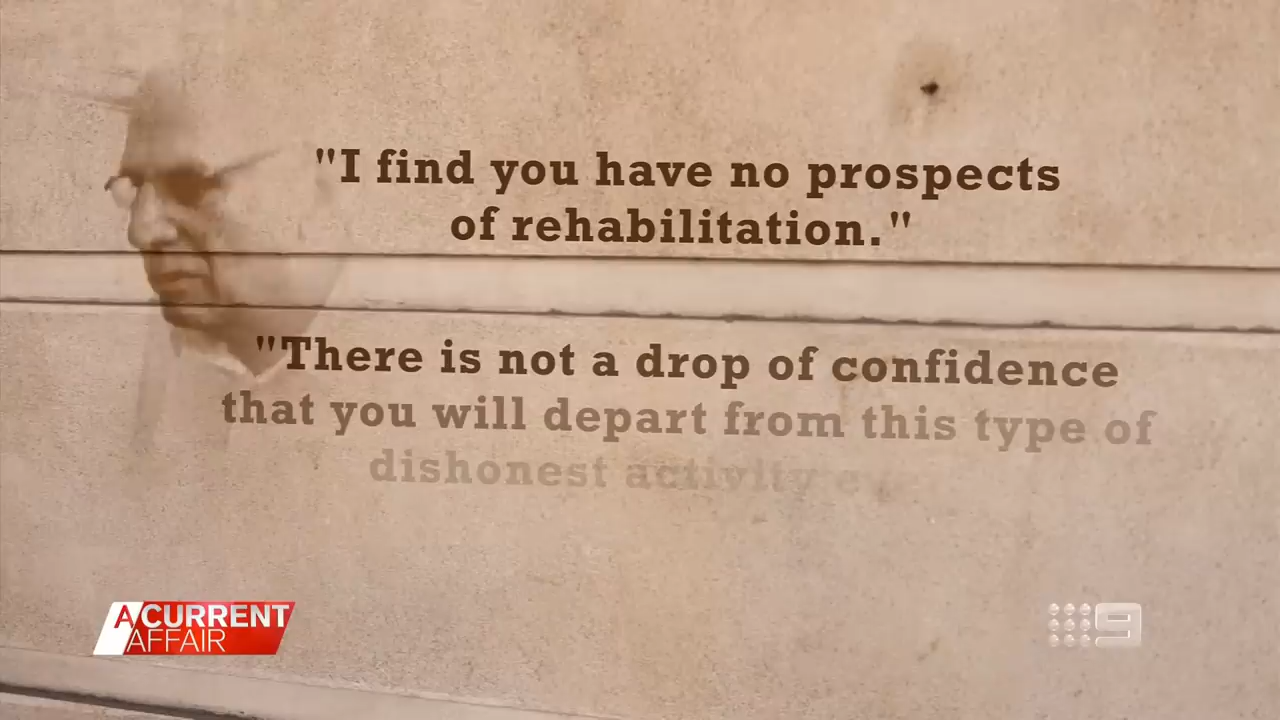 "I find you have no prospects
of rehabilitation."
"There is not a drop of confidence
that you will depart from this type of
dishonest activity
A CURRENT
AFFAIR
9